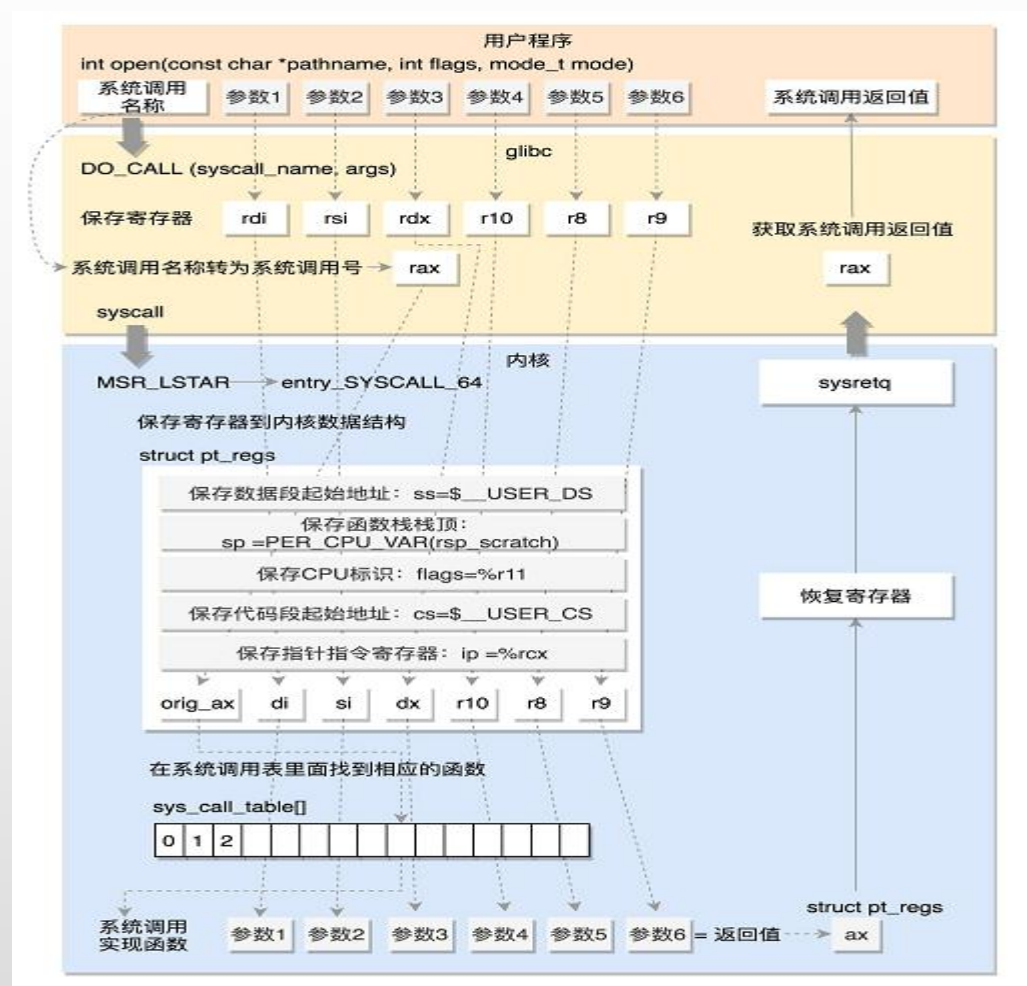 用户程序
int open(const char *pathname, int flags, mode_t mode)
系统调用
名称
参数1
参数2
参数3
参数4
参数5
参数6
系统调用返回值
glibc
DO_CALL (syscall_name, args)
保存寄存器
rdi
rsi
rdx
r10
r8
r9
获取系统调用返回值
系统调用名称转为系统调用号
rax
rax
syscall
内核
MSR_LSTAR
entry_SYSCALL_64
sysretq
保存寄存器到内核数据结构
struct pt_regs
保存数据段起始地址：ss=$__USER_DS
保存函数栈栈顶：
sp =PER_CPU_VAR(rsp_scratch)
保存CPU标识：flags=%r11
恢复寄存器
保存代码段起始地址：cs=$__USER_CS
保存指针指令寄存器：ip =%rcx
orig_ax
di
si
dx
r10
r8
r9
在系统调用表里面找到相应的函数
sys_call_table[]
0 1 2
struct pt_regs
系统调用
实现函数
参数1
参数2
参数3
参数4
参数5
参数6
= 返回值
ax